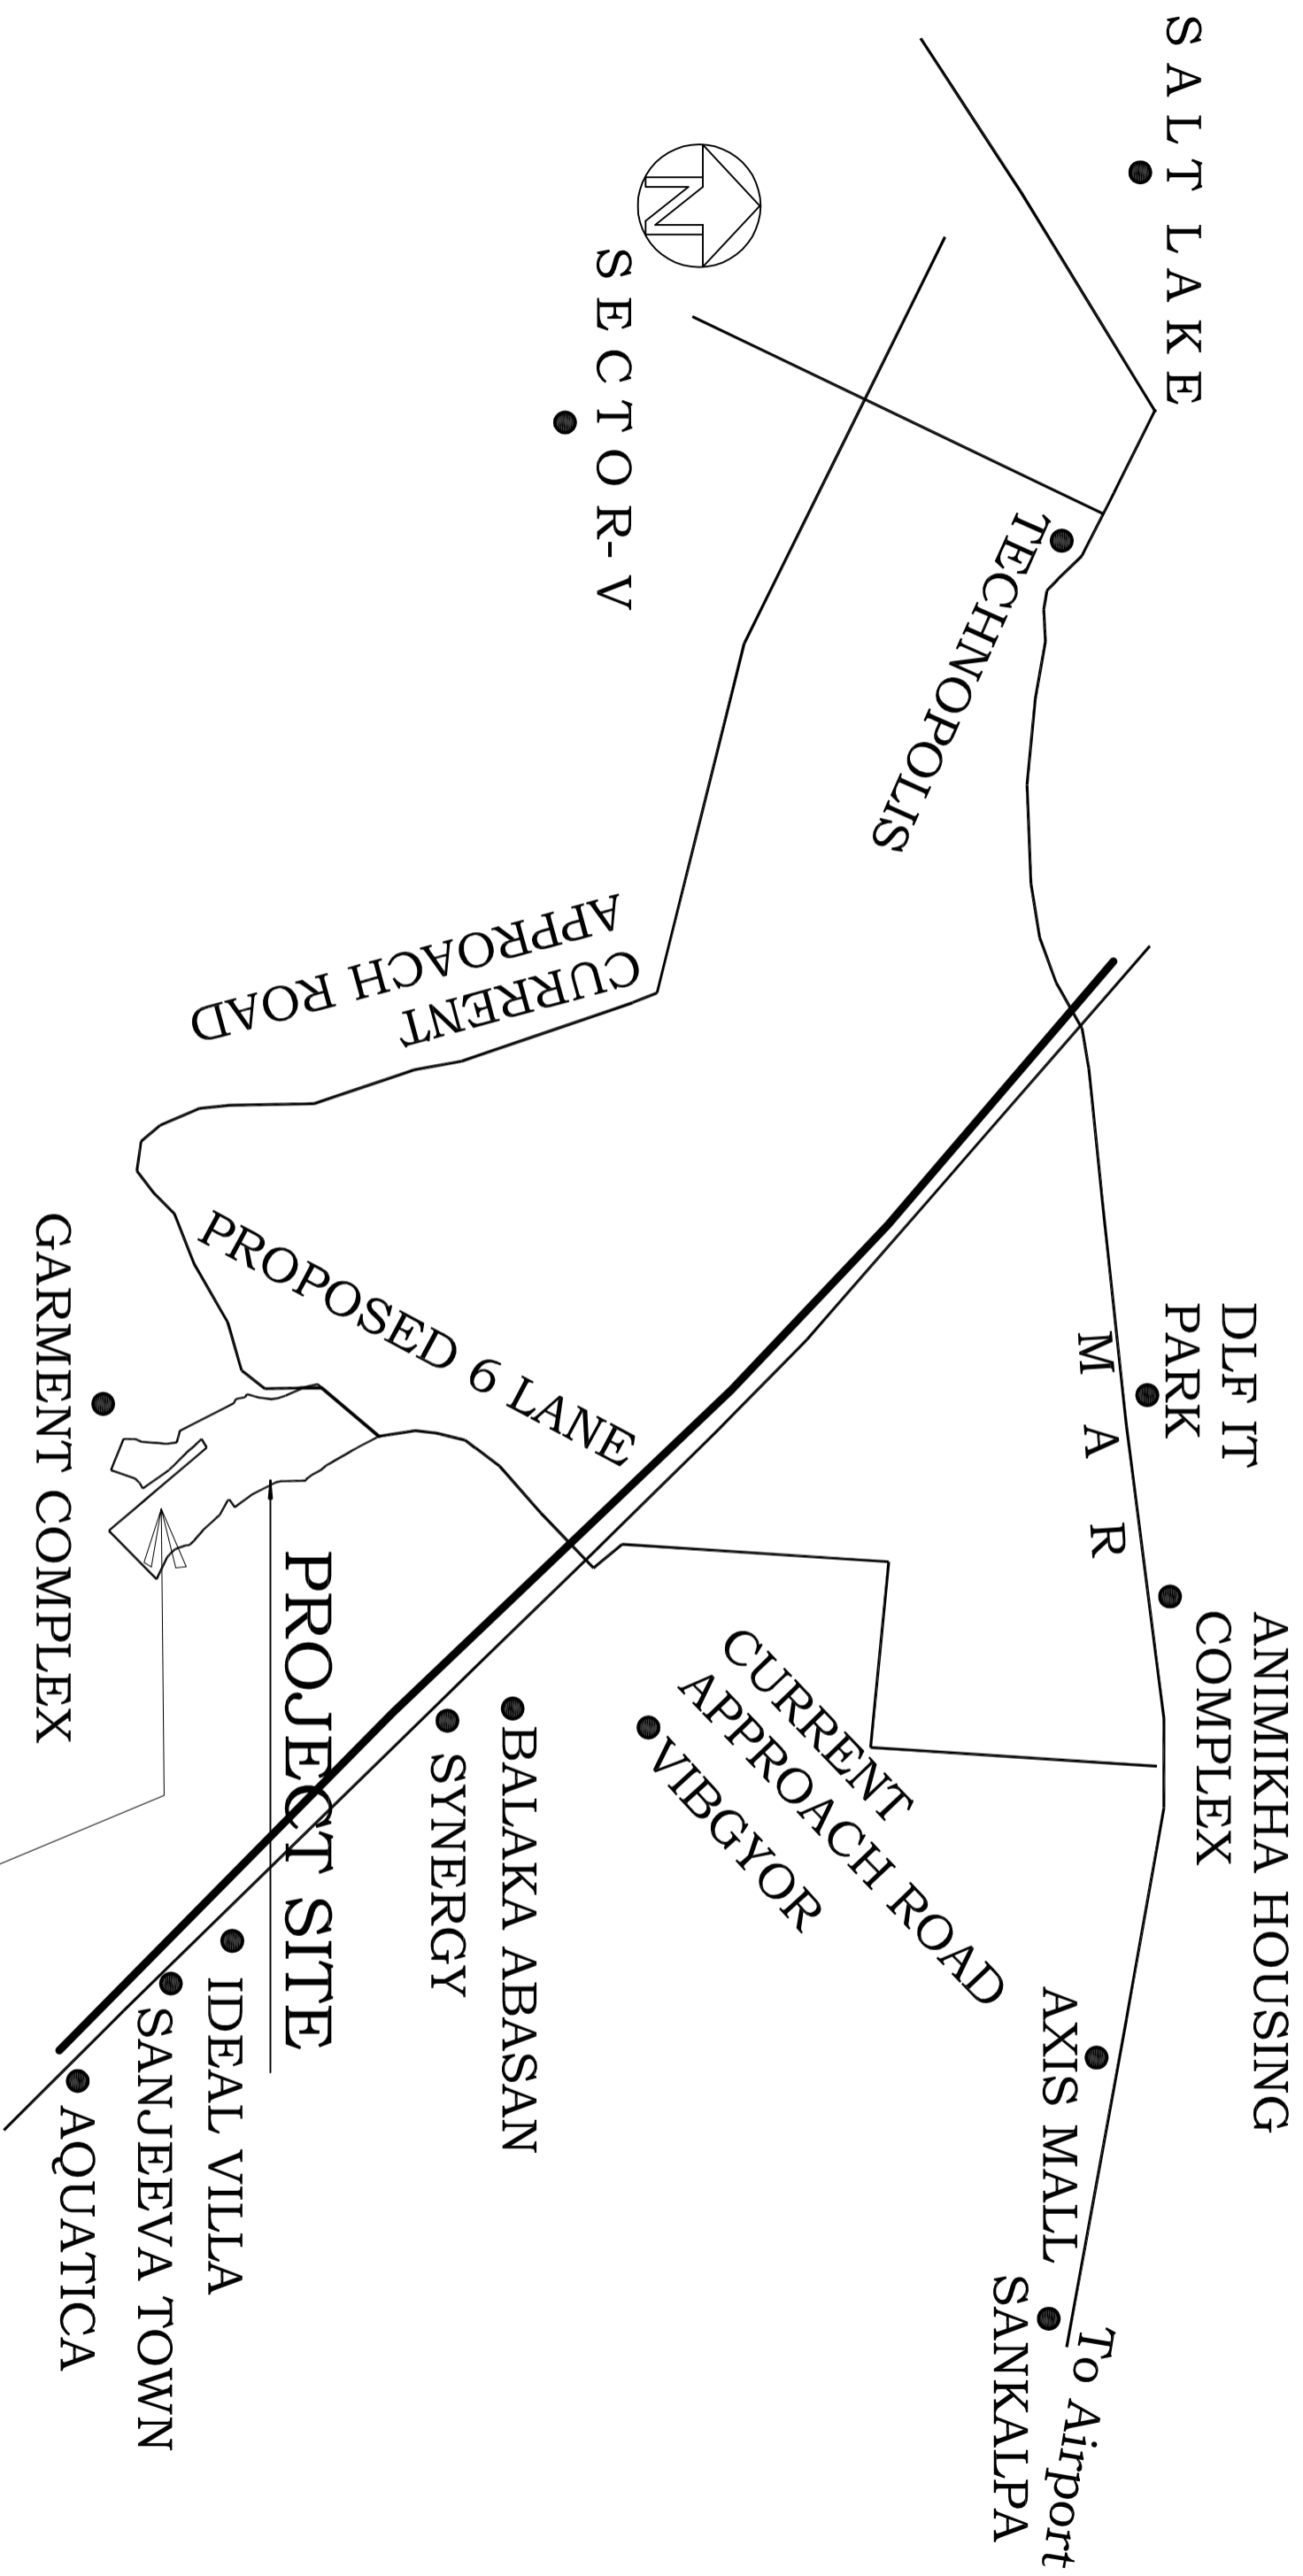 SALT LAKE
N
SECTOR-V
TECHNOPOLIS
CURRENT
APPROACH ROAD
PROPOSED 6 LANE
GARMENT COMPLEX
DLF IT
PARK
MAR
ANIMIKHA HOUSING
COMPLEX
CURRENT
APPROACH ROAD
VIBGYOR
BALAKA ABASAN
SYNERGY
PROJECT SITE
IDEAL VILLA
SANJEEVA TOWN
AQUATICA
AXIS MALL
SANKALPA
To Airport